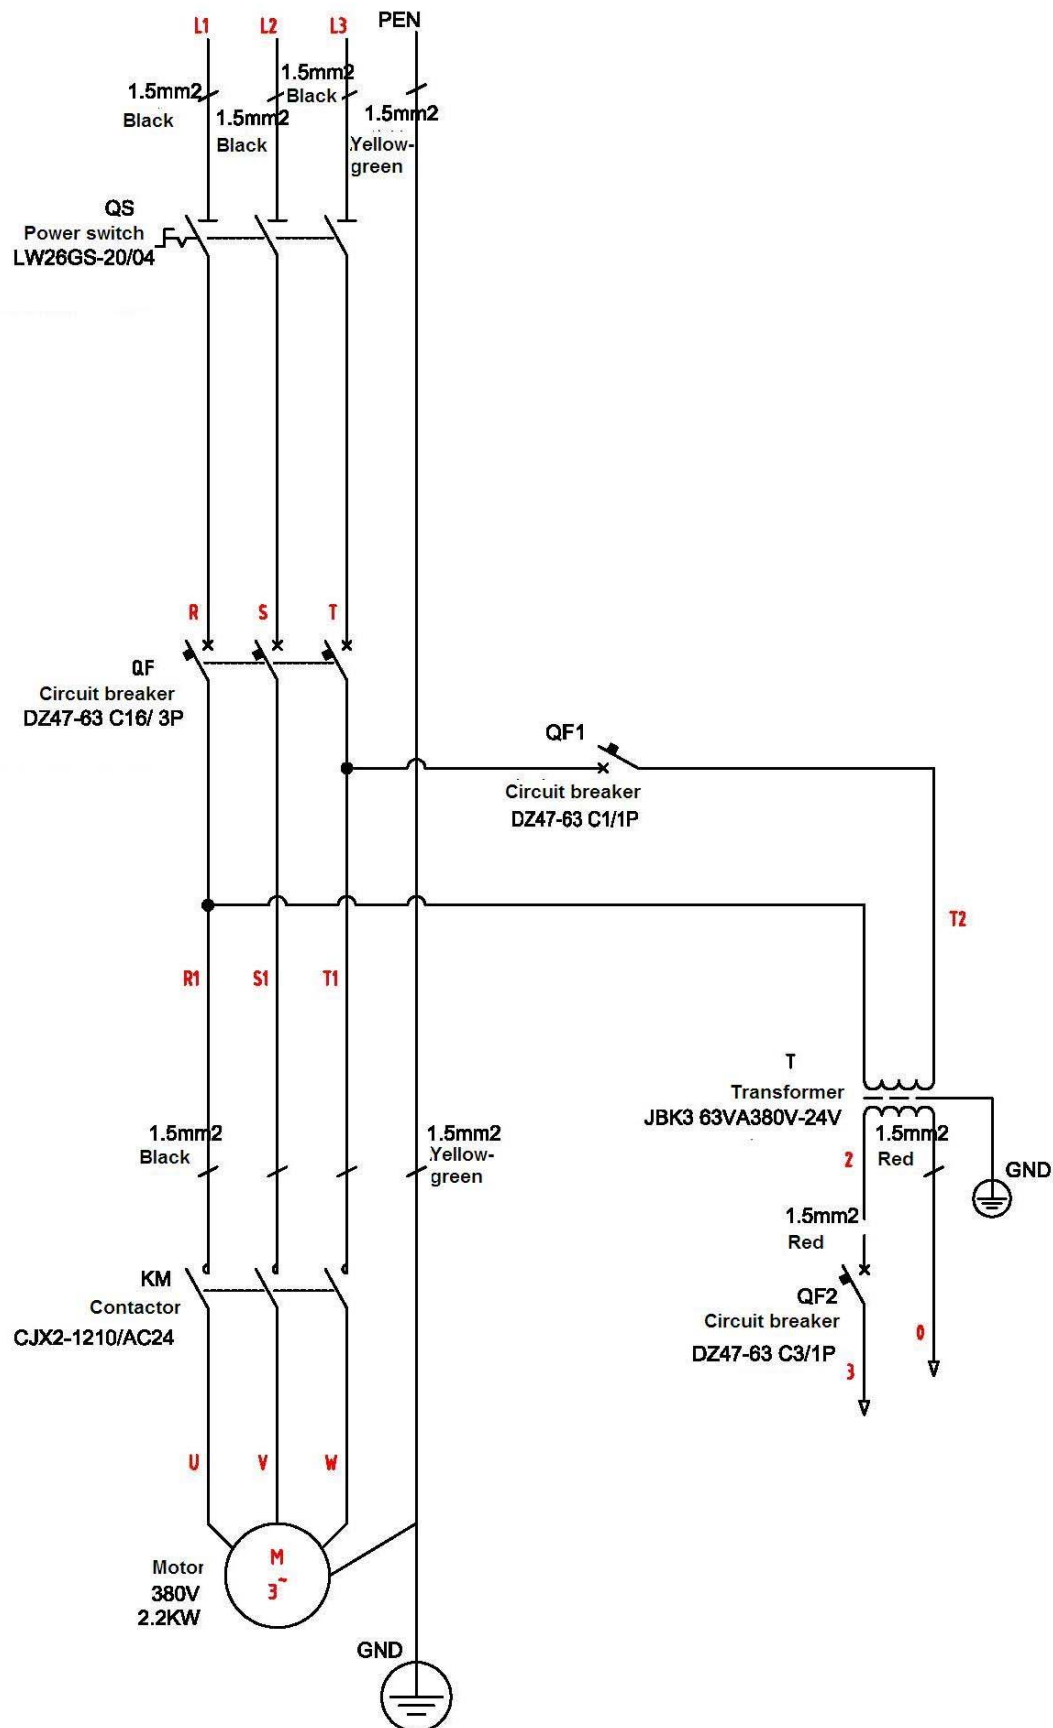 L1
L2
L3
PEN
1.5mm2
Black
1.5mm2
Black
1.5mm2
Black
1.5mm2
Yellow-
green
QS
Power switch
LW26GS-20/04
R
S
T
QF
Circuit breaker
DZ47-63 C16/ 3P
QF1
Circuit breaker
DZ47-63 C1/1P
T2
R1
S1
T1
T
Transformer
JBK3 63VA380V-24V
1.5mm2
Black
1.5mm2
Yellow-
green
2
1.5mm2
Red
GND
1.5mm2
Red
KM
Contactor
CJX2-1210/AC24
QF2
Circuit breaker
DZ47-63 C3/1P
0
3
U
V
W
M
3~
Motor
380V
2.2KW
GND